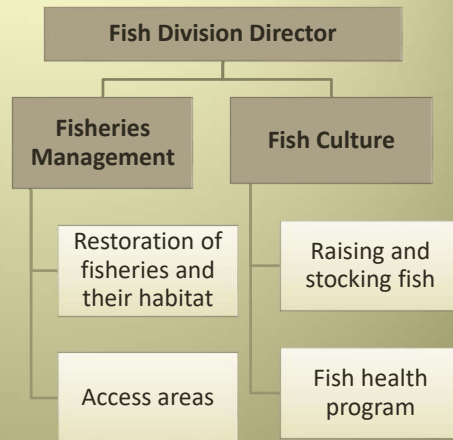 Fish Division Director
Fisheries
Management
Fish Culture
Restoration of
fisheries and
their habitat
Access areas
Raising and
stocking fish
Fish health
program